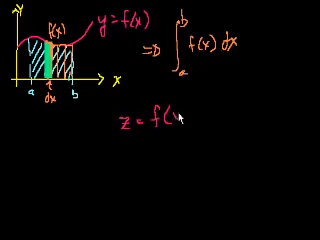 y
f(x)
y = f(x)
b
∫ f(x) dx
a
a
b
x
dx
z = f(